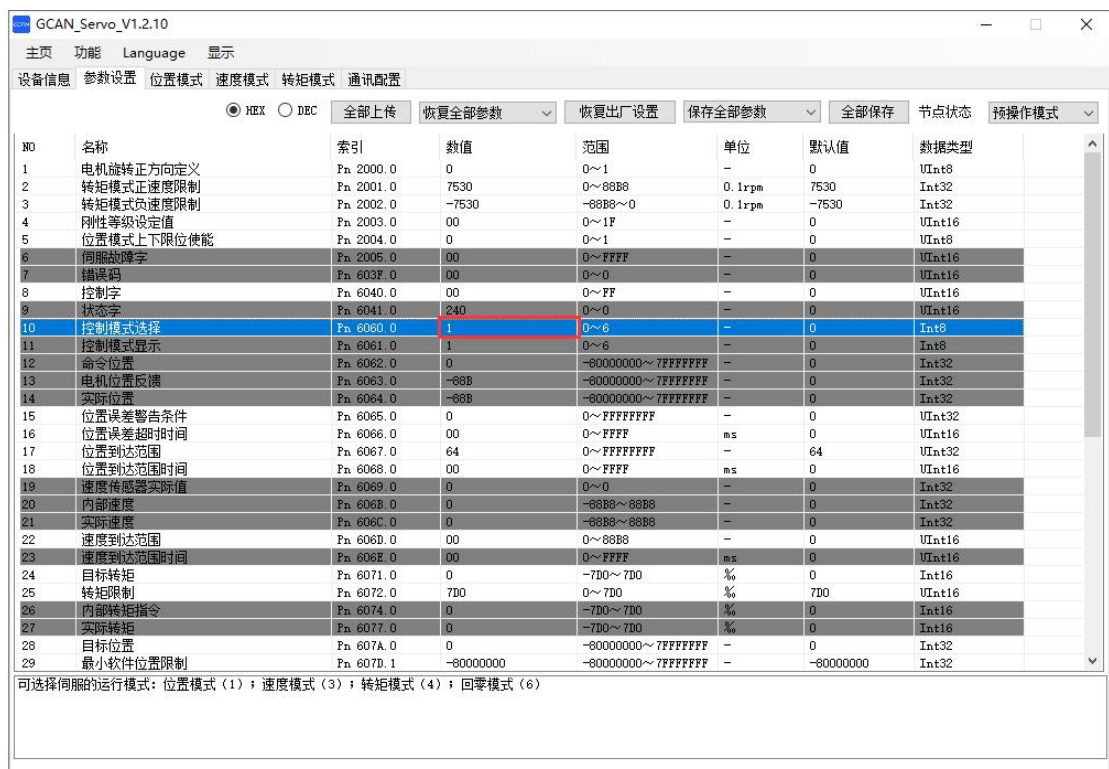 GCAN_Servo_V1.2.10
主页 功能 Language 显示
设备信息 参数设置 位置模式 速度模式 转矩模式 通讯配置
HEX DEC 全部上传 恢复全部参数 恢复出厂设置 保存全部参数 全部保存 节点状态 预操作模式
NO 名称 索引 数值 范围 单位 默认值 数据类型
1 电机旋转正方向定义 Pn 2000.0 0 0~1 - 0 UInt8
2 转矩模式正速度限制 Pn 2001.0 7530 0~88B8 0.1rpm 7530 Int32
3 转矩模式负速度限制 Pn 2002.0 -7530 -88B8~0 0.1rpm -7530 Int32
4 刚性等级设定值 Pn 2003.0 00 0~1F - 0 UInt16
5 位置模式上下限位使能 Pn 2004.0 0 0~1 - 0 UInt8
6 伺服故障字 Pn 2005.0 00 0~FFFF - 0 UInt16
7 错误码 Pn 603F.0 00 0~0 - 0 UInt16
8 控制字 Pn 6040.0 00 0~FF - 0 UInt16
9 状态字 Pn 6041.0 240 0~0 - 0 UInt16
10 控制模式选择 Pn 6060.0 1 0~6 - 0 Int8
11 控制模式显示 Pn 6061.0 1 0~6 - 0 Int8
12 命令位置 Pn 6062.0 0 -80000000~7FFFFFFF - 0 Int32
13 电机位置反馈 Pn 6063.0 -68B -80000000~7FFFFFFF - 0 Int32
14 实际位置 Pn 6064.0 -68B -80000000~7FFFFFFF - 0 Int32
15 位置误差警告条件 Pn 6065.0 0 0~FFFFFFFF - 0 UInt32
16 位置误差超时时间 Pn 6066.0 00 0~FFFF ms 0 UInt16
17 位置到达范围 Pn 6067.0 64 0~FFFFFFFF - 64 UInt32
18 位置到达范围时间 Pn 6068.0 00 0~FFFF ms 0 UInt16
19 速度传感器实际值 Pn 6069.0 0 0~0 - 0 Int32
20 内部速度 Pn 606B.0 0 -88B8~88B8 - 0 Int32
21 实际速度 Pn 606C.0 0 -88B8~88B8 - 0 Int32
22 速度到达范围 Pn 606D.0 00 0~88B8 - 0 UInt16
23 速度到达范围时间 Pn 606E.0 00 0~FFFF ms 0 UInt16
24 目标转矩 Pn 6071.0 0 -7D0~7D0 ‰ 0 Int16
25 转矩限制 Pn 6072.0 7D0 0~7D0 ‰ 7D0 UInt16
26 内部转矩指令 Pn 6074.0 0 -7D0~7D0 ‰ 0 Int16
27 实际转矩 Pn 6077.0 0 -7D0~7D0 ‰ 0 Int16
28 目标位置 Pn 607A.0 0 -80000000~7FFFFFFF - 0 Int32
29 最小软件位置限制 Pn 607D.1 -80000000 -80000000~7FFFFFFF - -80000000 Int32
可选择伺服的运行模式：位置模式（1）；速度模式（3）；转矩模式（4）；回零模式（6）